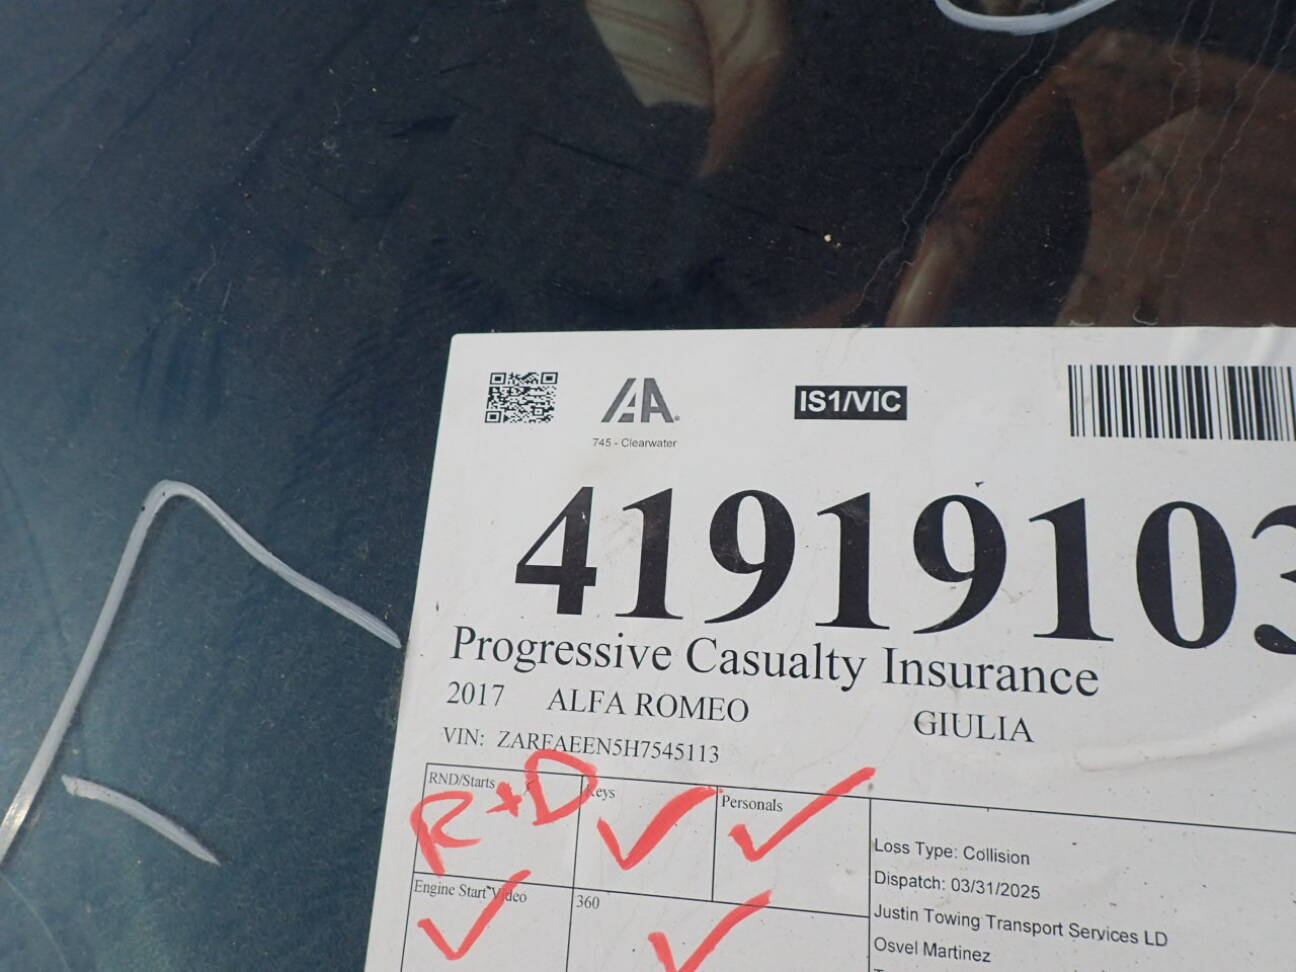 IAA
745 - Clearwater
IS1/VIC
4191910
Progressive Casualty Insurance
2017 ALFA ROMEO GIULIA
VIN: ZARFAEEN5H7545113
RND/Starts Keys Personals
R+D ✓ ✓
Loss Type: Collision
Dispatch: 03/31/2025
Engine Start Video 360
✓ ✓
Justin Towing Transport Services LD
Osvel Martinez